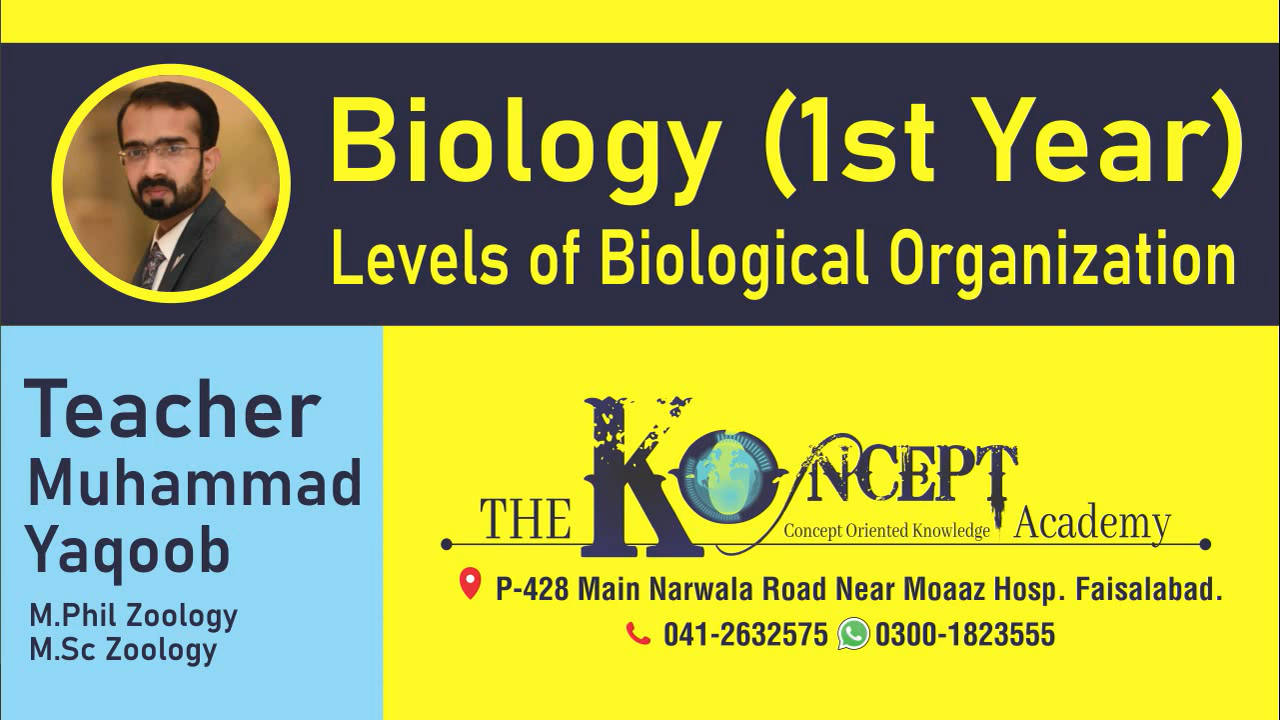 Biology (1st Year)
Levels of Biological Organization
Teacher
Muhammad
Yaqoob
M.Phil Zoology
M.Sc Zoology
THE KONCEPT Academy
Concept Oriented Knowledge
P-428 Main Narwala Road Near Moaaz Hosp. Faisalabad.
041-2632575 0300-1823555